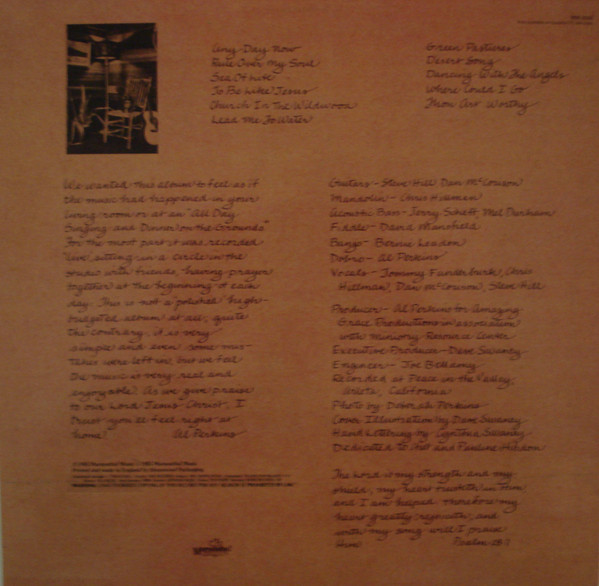 Any Day Now
Rule Over My Soul
Sea Of Life
To Be Like Jesus
Church In The Wildwood
Lead Me To Water
Green Pastures
Desert Song
Dancing With The Angels
Where Could I Go
Thou Art Worthy
We wanted this album to feel as if
the music had happened in your
living room or at an "All Day
Singing and Dinner on the Grounds"
For the most part it was recorded
"live", sitting in a circle in the
studio with friends, having prayer
together at the beginning of each
day. This is not a polished high-
budgeted album at all, quite
the contrary, it is very
simple and even some mis-
takes were left in, but we feel
the music is very real and
enjoyable. As we give praise
to our Lord Jesus Christ, I
trust you'll feel right at
home! Al Perkins
Guitars – Steve Hill, Dan McCorison
Mandolin – Chris Hillman
Acoustic Bass – Jerry Scheff, Mel Durham
Fiddle – David Mansfield
Banjo – Bernie Leadon
Dobro – Al Perkins
Vocals – Tommy Funderburk, Chris
Hillman, Dan McCorison, Steve Hill
Producer – Al Perkins for Amazing
Grace Productions in association
with Ministry Resource Center
Executive Producer – Dave Sweney
Engineer – Joe Bellamy
Recorded at Peace in the Valley,
Arleta, California
Photo by Deborah Perkins
Cover Illustration by Dave Sweney
Hand Lettering by Cynthia Sweney
Dedicated to and Pauline
The Lord is my strength and my
shield; my heart trusteth in Him
and I am helped: therefore my
heart greatly rejoiceth; and
with my song will I praise
Him. Psalm 28:7